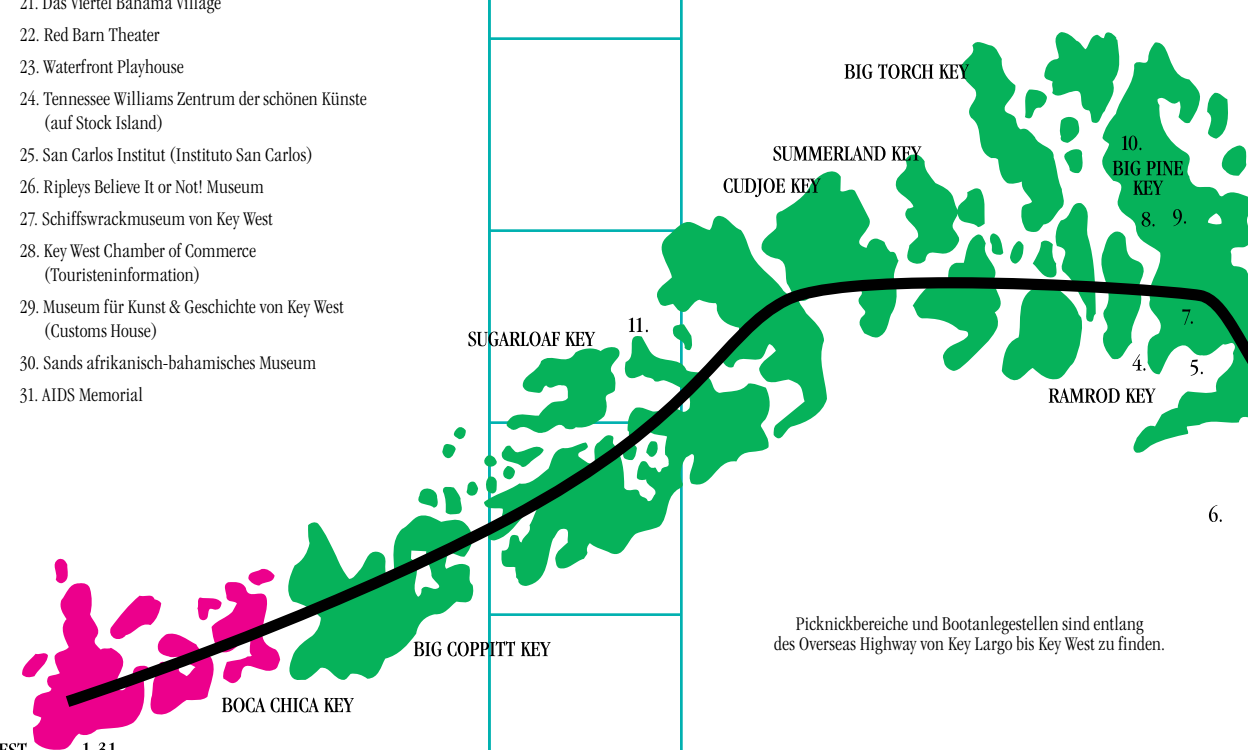 21. Das Viertel Bahama Village
22. Red Barn Theater
23. Waterfront Playhouse
24. Tennessee Williams Zentrum der schönen Künste
(auf Stock Island)
25. San Carlos Institut (Instituto San Carlos)
26. Ripleys Believe It or Not! Museum
27. Schiffswrackmuseum von Key West
28. Key West Chamber of Commerce
(Touristeninformation)
29. Museum für Kunst & Geschichte von Key West
(Customs House)
30. Sands afrikanisch-bahamisches Museum
31. AIDS Memorial
BIG TORCH KEY
SUMMERLAND KEY
CUDJOE KEY
10.
BIG PINE
KEY
8. 9.
7.
11.
SUGARLOAF KEY
4. 5.
RAMROD KEY
6.
Picknickbereiche und Bootanlegestellen sind entlang
des Overseas Highway von Key Largo bis Key West zu finden.
BIG COPPITT KEY
BOCA CHICA KEY
EST 1-31